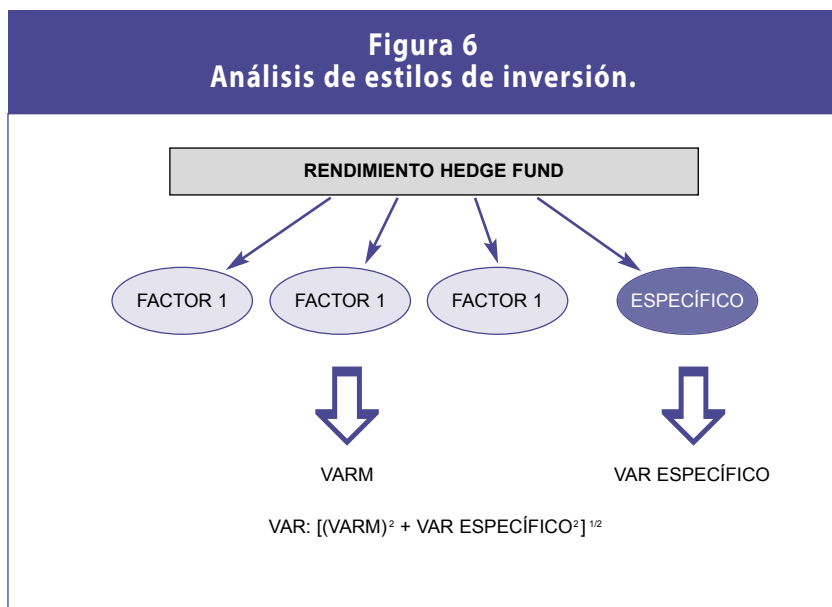 Figura 6
Análisis de estilos de inversión.
RENDIMIENTO HEDGE FUND
FACTOR 1 FACTOR 1 FACTOR 1 ESPECÍFICO
VARM VAR ESPECÍFICO
VAR: [(VARM)² + VAR ESPECÍFICO²]¹/²